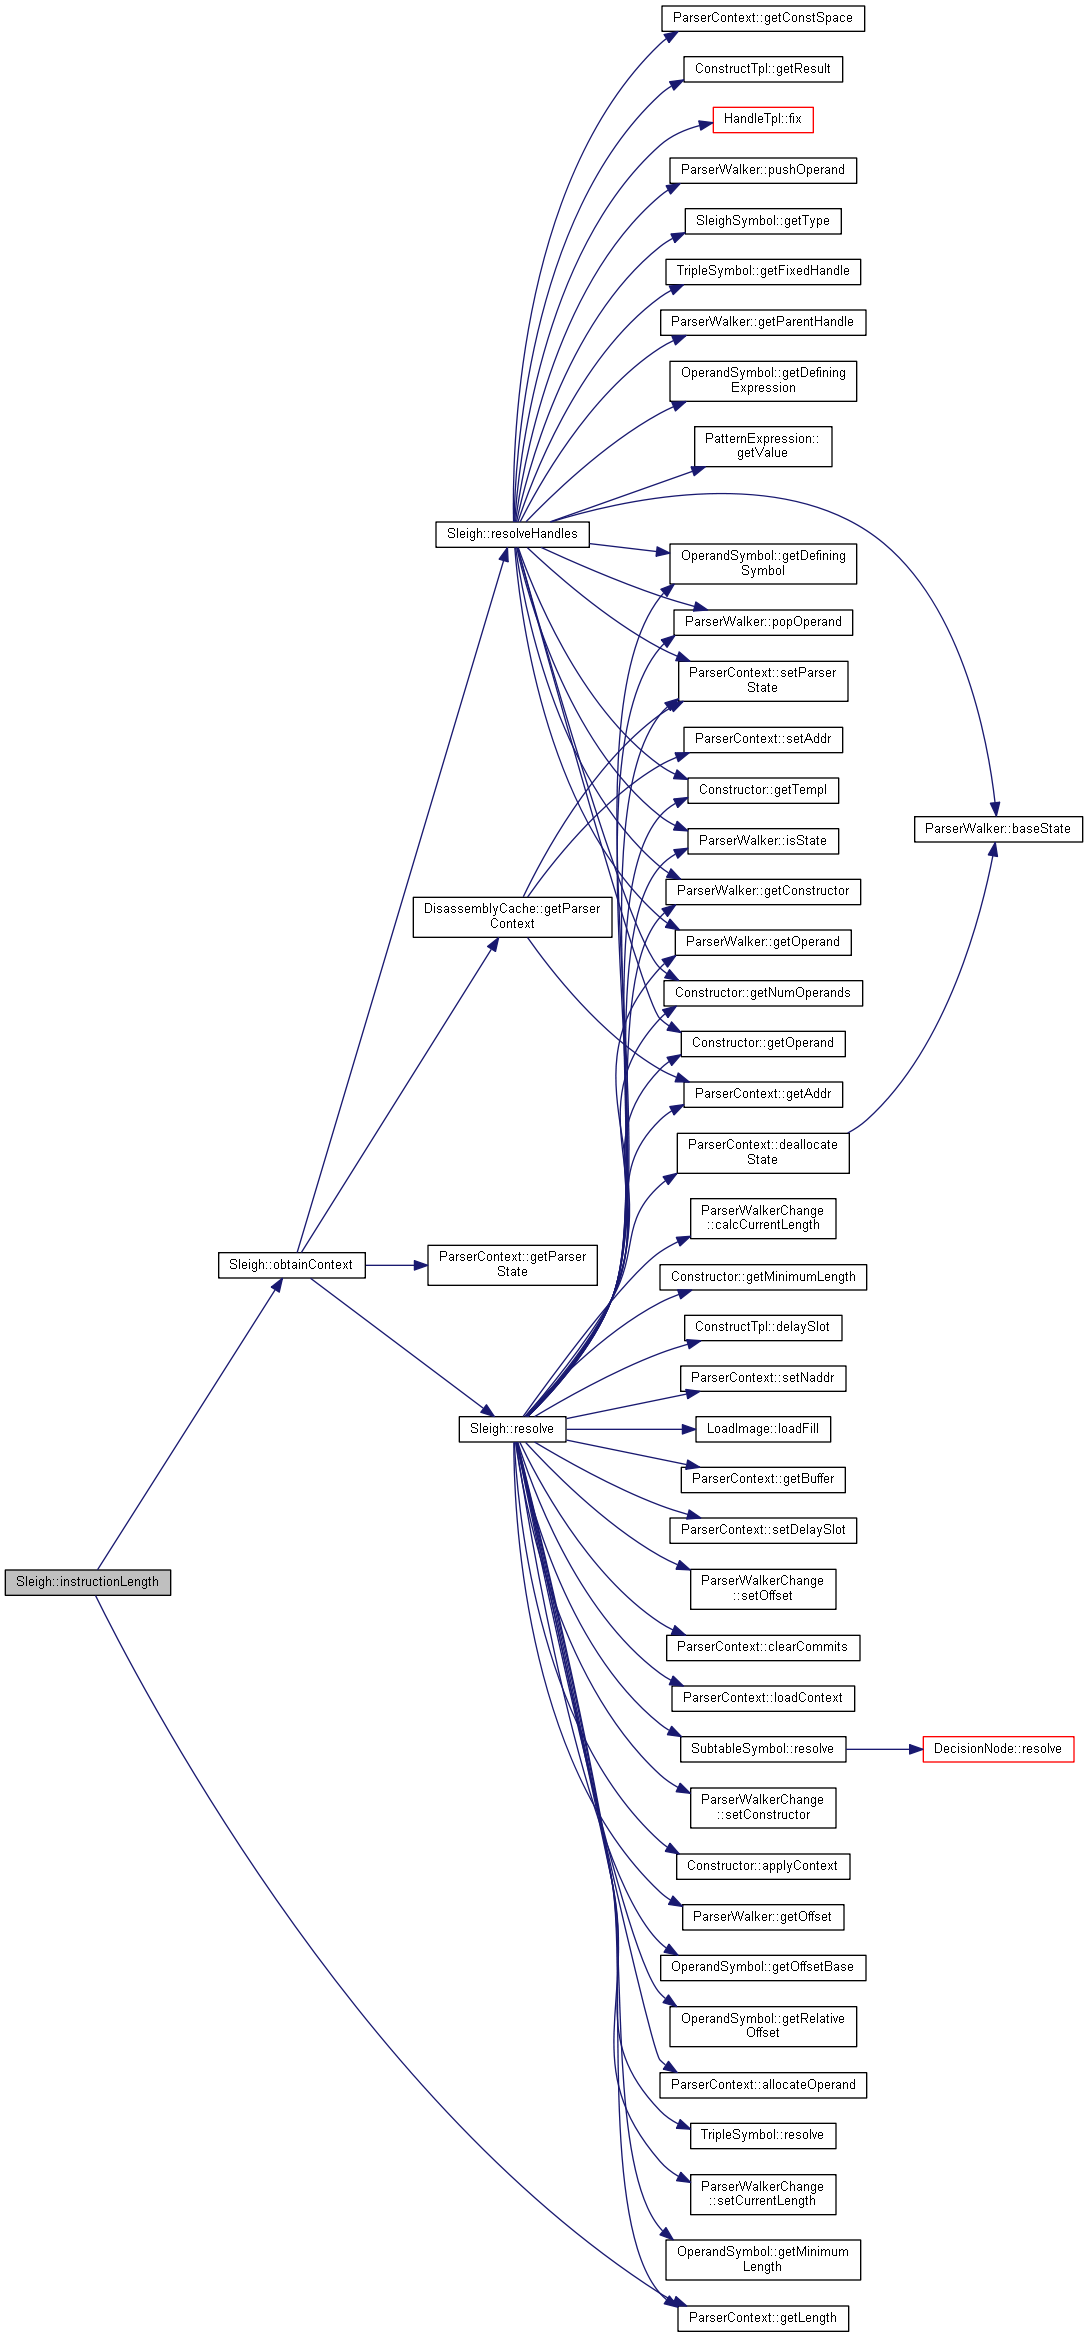 ParserContext::getConstSpace
ConstructTpl::getResult
HandleTpl::fix
ParserWalker::pushOperand
SleighSymbol::getType
TripleSymbol::getFixedHandle
ParserWalker::getParentHandle
OperandSymbol::getDefining
Expression
PatternExpression::
getValue
Sleigh::resolveHandles
OperandSymbol::getDefining
Symbol
ParserWalker::popOperand
ParserContext::setParser
State
ParserContext::setAddr
Constructor::getTempl
ParserWalker::baseState
ParserWalker::isState
ParserWalker::getConstructor
DisassemblyCache::getParser
Context
ParserWalker::getOperand
Constructor::getNumOperands
Constructor::getOperand
ParserContext::getAddr
ParserContext::deallocate
State
ParserWalkerChange
::calcCurrentLength
Sleigh::obtainContext
ParserContext::getParser
State
Constructor::getMinimumLength
ConstructTpl::delaySlot
ParserContext::setNaddr
Sleigh::resolve
LoadImage::loadFill
ParserContext::getBuffer
ParserContext::setDelaySlot
Sleigh::instructionLength
ParserWalkerChange
::setOffset
ParserContext::clearCommits
ParserContext::loadContext
SubtableSymbol::resolve
DecisionNode::resolve
ParserWalkerChange
::setConstructor
Constructor::applyContext
ParserWalker::getOffset
OperandSymbol::getOffsetBase
OperandSymbol::getRelative
Offset
ParserContext::allocateOperand
TripleSymbol::resolve
ParserWalkerChange
::setCurrentLength
OperandSymbol::getMinimum
Length
ParserContext::getLength